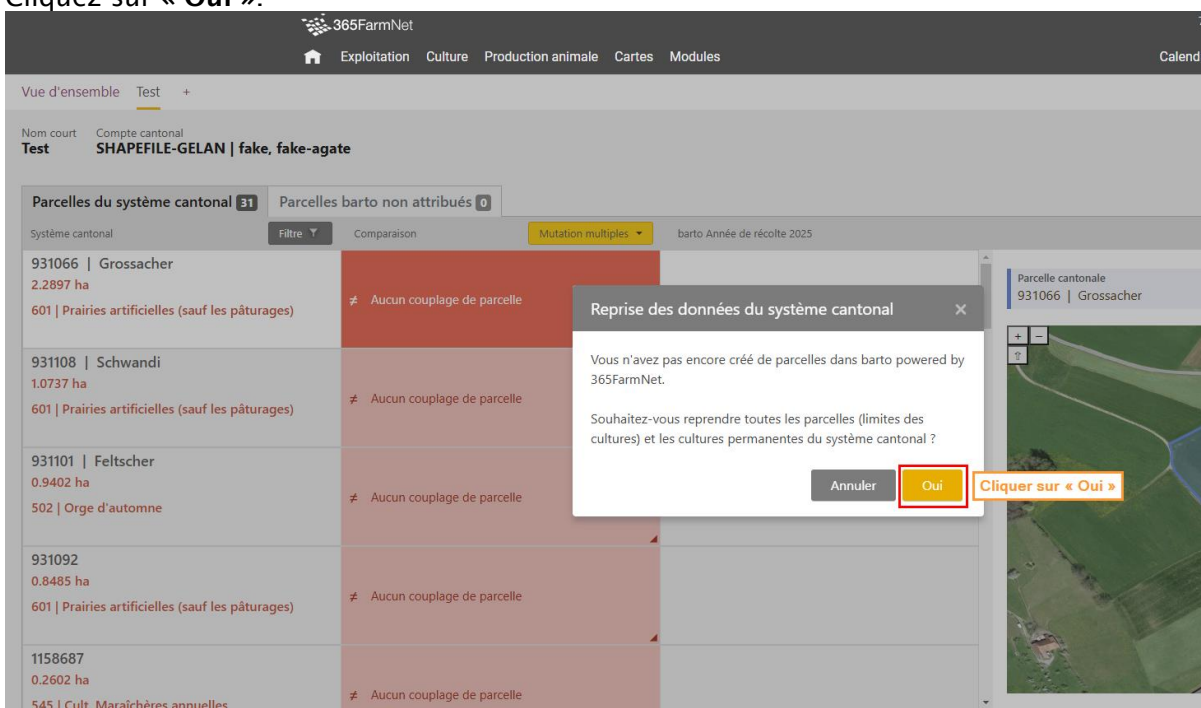 Cliquez sur « Oui ».
365FarmNet
Exploitation Culture Production animale Cartes Modules
Calend
Vue d'ensemble Test +
Nom court Compte cantonal
Test SHAPEFILE-GELAN | fake, fake-agate
Parcelles du système cantonal 31 Parcelles barto non attribués 0
Système cantonal Filtre Comparaison Mutation multiples barto Année de récolte 2025
931066 | Grossacher
2.2897 ha
601 | Prairies artificielles (sauf les pâturages)
≠ Aucun couplage de parcelle
931108 | Schwandi
1.0737 ha
601 | Prairies artificielles (sauf les pâturages)
≠ Aucun couplage de parcelle
931101 | Feltscher
0.9402 ha
502 | Orge d'automne
≠ Aucun couplage de parcelle
931092
0.8485 ha
601 | Prairies artificielles (sauf les pâturages)
≠ Aucun couplage de parcelle
1158687
0.2602 ha
545 | Cult. Maraîchères annuelles
≠ Aucun couplage de parcelle
Reprise des données du système cantonal ×
Vous n'avez pas encore créé de parcelles dans barto powered by
365FarmNet.
Souhaitez-vous reprendre toutes les parcelles (limites des
cultures) et les cultures permanentes du système cantonal ?
Annuler Oui
Cliquer sur « Oui »
Parcelle cantonale
931066 | Grossacher
+ −
⇧